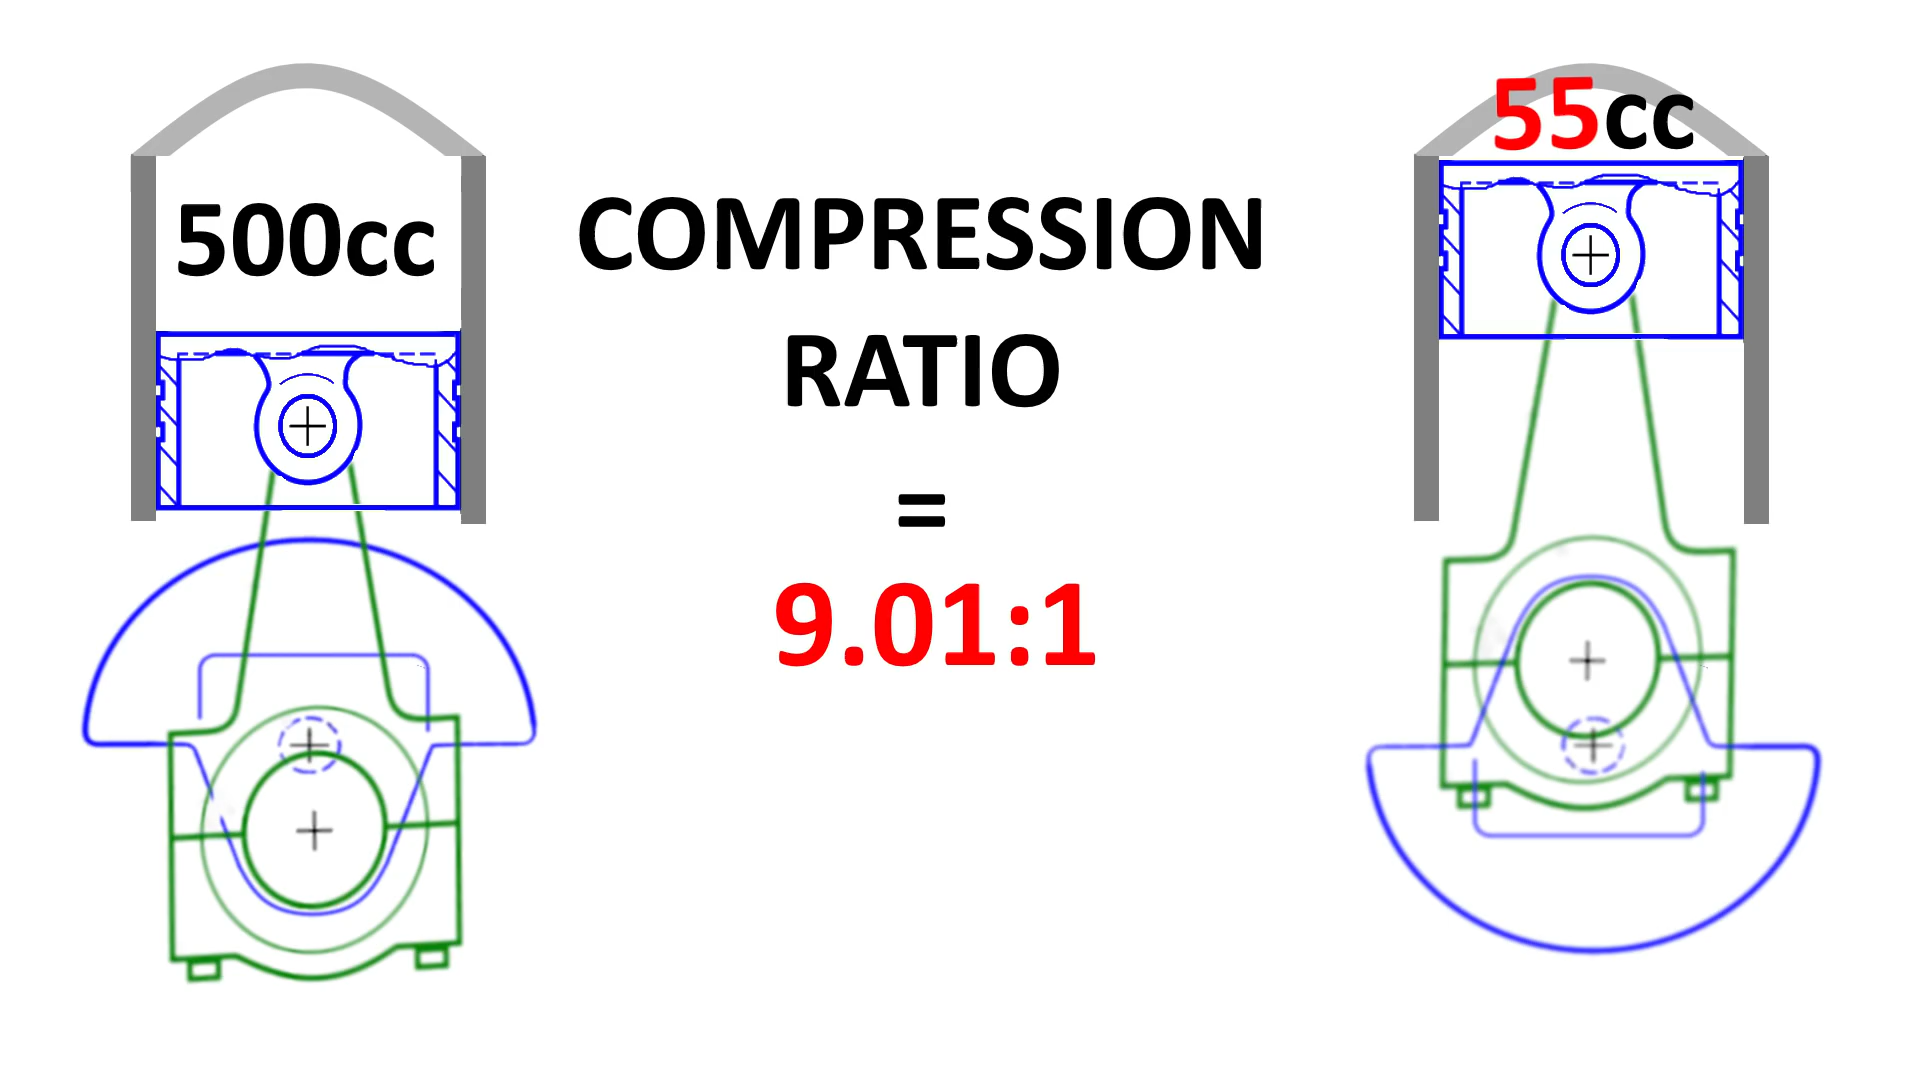 500cc
COMPRESSION
RATIO
=
9.01:1
55cc